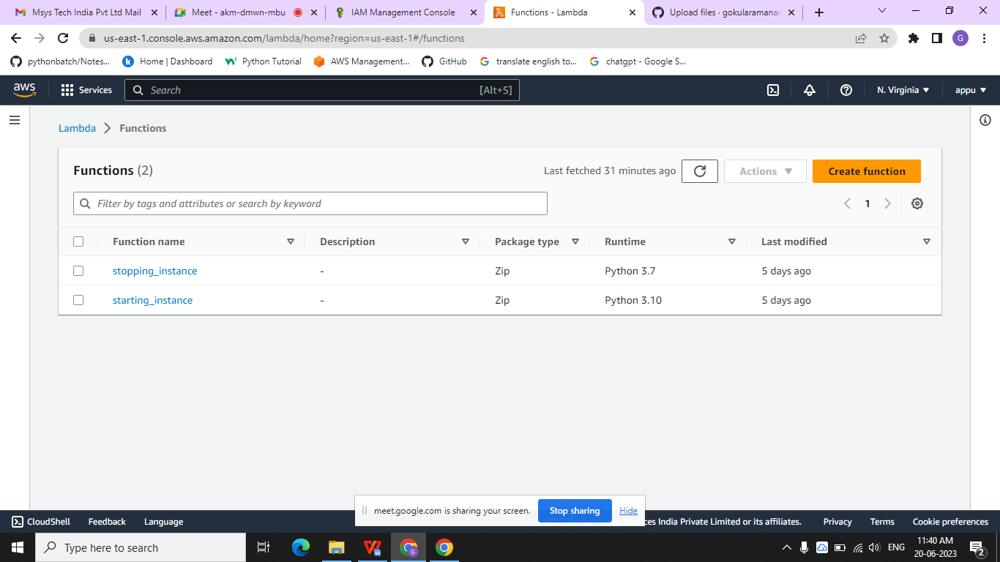 Msys Tech India Pvt Ltd Mail
Meet - akm-dmwn-mbu
IAM Management Console
Functions - Lambda
Upload files · gokularamanan
us-east-1.console.aws.amazon.com/lambda/home?region=us-east-1#/functions
G
pythonbatch/Notes...
Home | Dashboard
Python Tutorial
AWS Management...
GitHub
translate english to...
chatgpt - Google S...
aws
Services
Search
[Alt+S]
N. Virginia
appu
Lambda
Functions
Functions (2)
Last fetched 31 minutes ago
Actions
Create function
Filter by tags and attributes or search by keyword
1
Function name
Description
Package type
Runtime
Last modified
stopping_instance
-
Zip
Python 3.7
5 days ago
starting_instance
-
Zip
Python 3.10
5 days ago
meet.google.com is sharing your screen.
Stop sharing
Hide
CloudShell
Feedback
Language
es India Private Limited or its affiliates.
Privacy
Terms
Cookie preferences
Type here to search
ENG
11:40 AM
20-06-2023
2